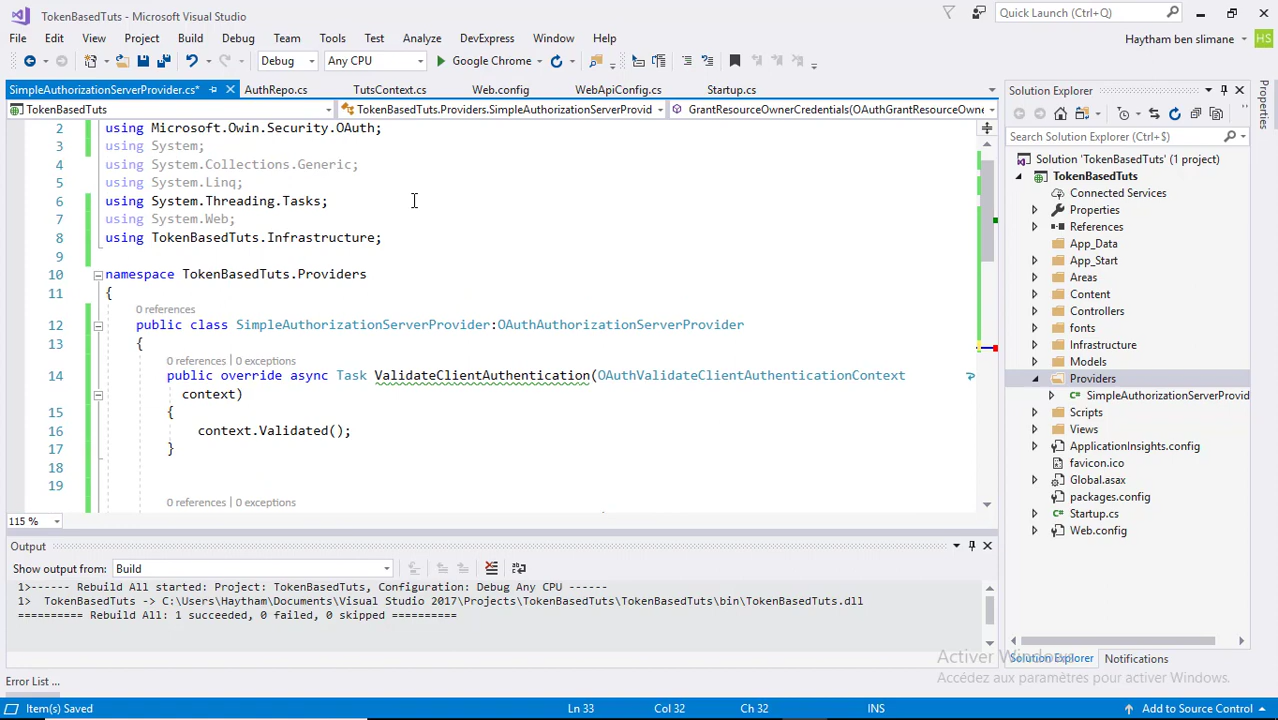 TokenBasedTuts - Microsoft Visual Studio
Quick Launch (Ctrl+Q)
File Edit View Project Build Debug Team Tools Test Analyze Window Help
Haytham ben slimane
HS
Debug
Any CPU
Google Chrome
SimpleAuthorizationServerProvider.cs*
AuthRepo.cs
TutsContext.cs
Web.config
WebApiConfig.cs
Startup.cs
TokenBasedTuts
TokenBasedTuts.Providers.SimpleAuthorizationServerProvid
GrantResourceOwnerCredentials(OAuthGrantResourceOwne
2 using Microsoft.Owin.Security.OAuth;
3 using System;
4 using System.Collections.Generic;
5 using System.Linq;
6 using System.Threading.Tasks;
7 using System.Web;
8 using TokenBasedTuts.Infrastructure;
9
10 namespace TokenBasedTuts.Providers
11 {
0 references
12 public class SimpleAuthorizationServerProvider:OAuthAuthorizationServerProvider
13 {
0 references | 0 exceptions
14 public override async Task ValidateClientAuthentication(OAuthValidateClientAuthenticationContext
context)
15 {
16 context.Validated();
17 }
18
19
0 references | 0 exceptions
115 %
Output
Show output from: Build
1>------ Rebuild All started: Project: TokenBasedTuts, Configuration: Debug Any CPU ------
1> TokenBasedTuts -> C:\Users\Haytham\Documents\Visual Studio 2017\Projects\TokenBasedTuts\TokenBasedTuts\bin\TokenBasedTuts.dll
========== Rebuild All: 1 succeeded, 0 failed, 0 skipped ==========
Error List ...
Item(s) Saved
Ln 33
Col 32
Ch 32
INS
Add to Source Control
Solution Explorer
Search Solution Explorer (Ctrl+$)
Solution 'TokenBasedTuts' (1 project)
TokenBasedTuts
Connected Services
Properties
References
App_Data
App_Start
Areas
Content
Controllers
fonts
Infrastructure
Models
Providers
SimpleAuthorizationServerProvid
Scripts
Views
ApplicationInsights.config
favicon.ico
Global.asax
packages.config
Startup.cs
Web.config
Solution Explorer
Notifications
Properties
Activer Windows
Accédez aux paramètres pour activer Windows.